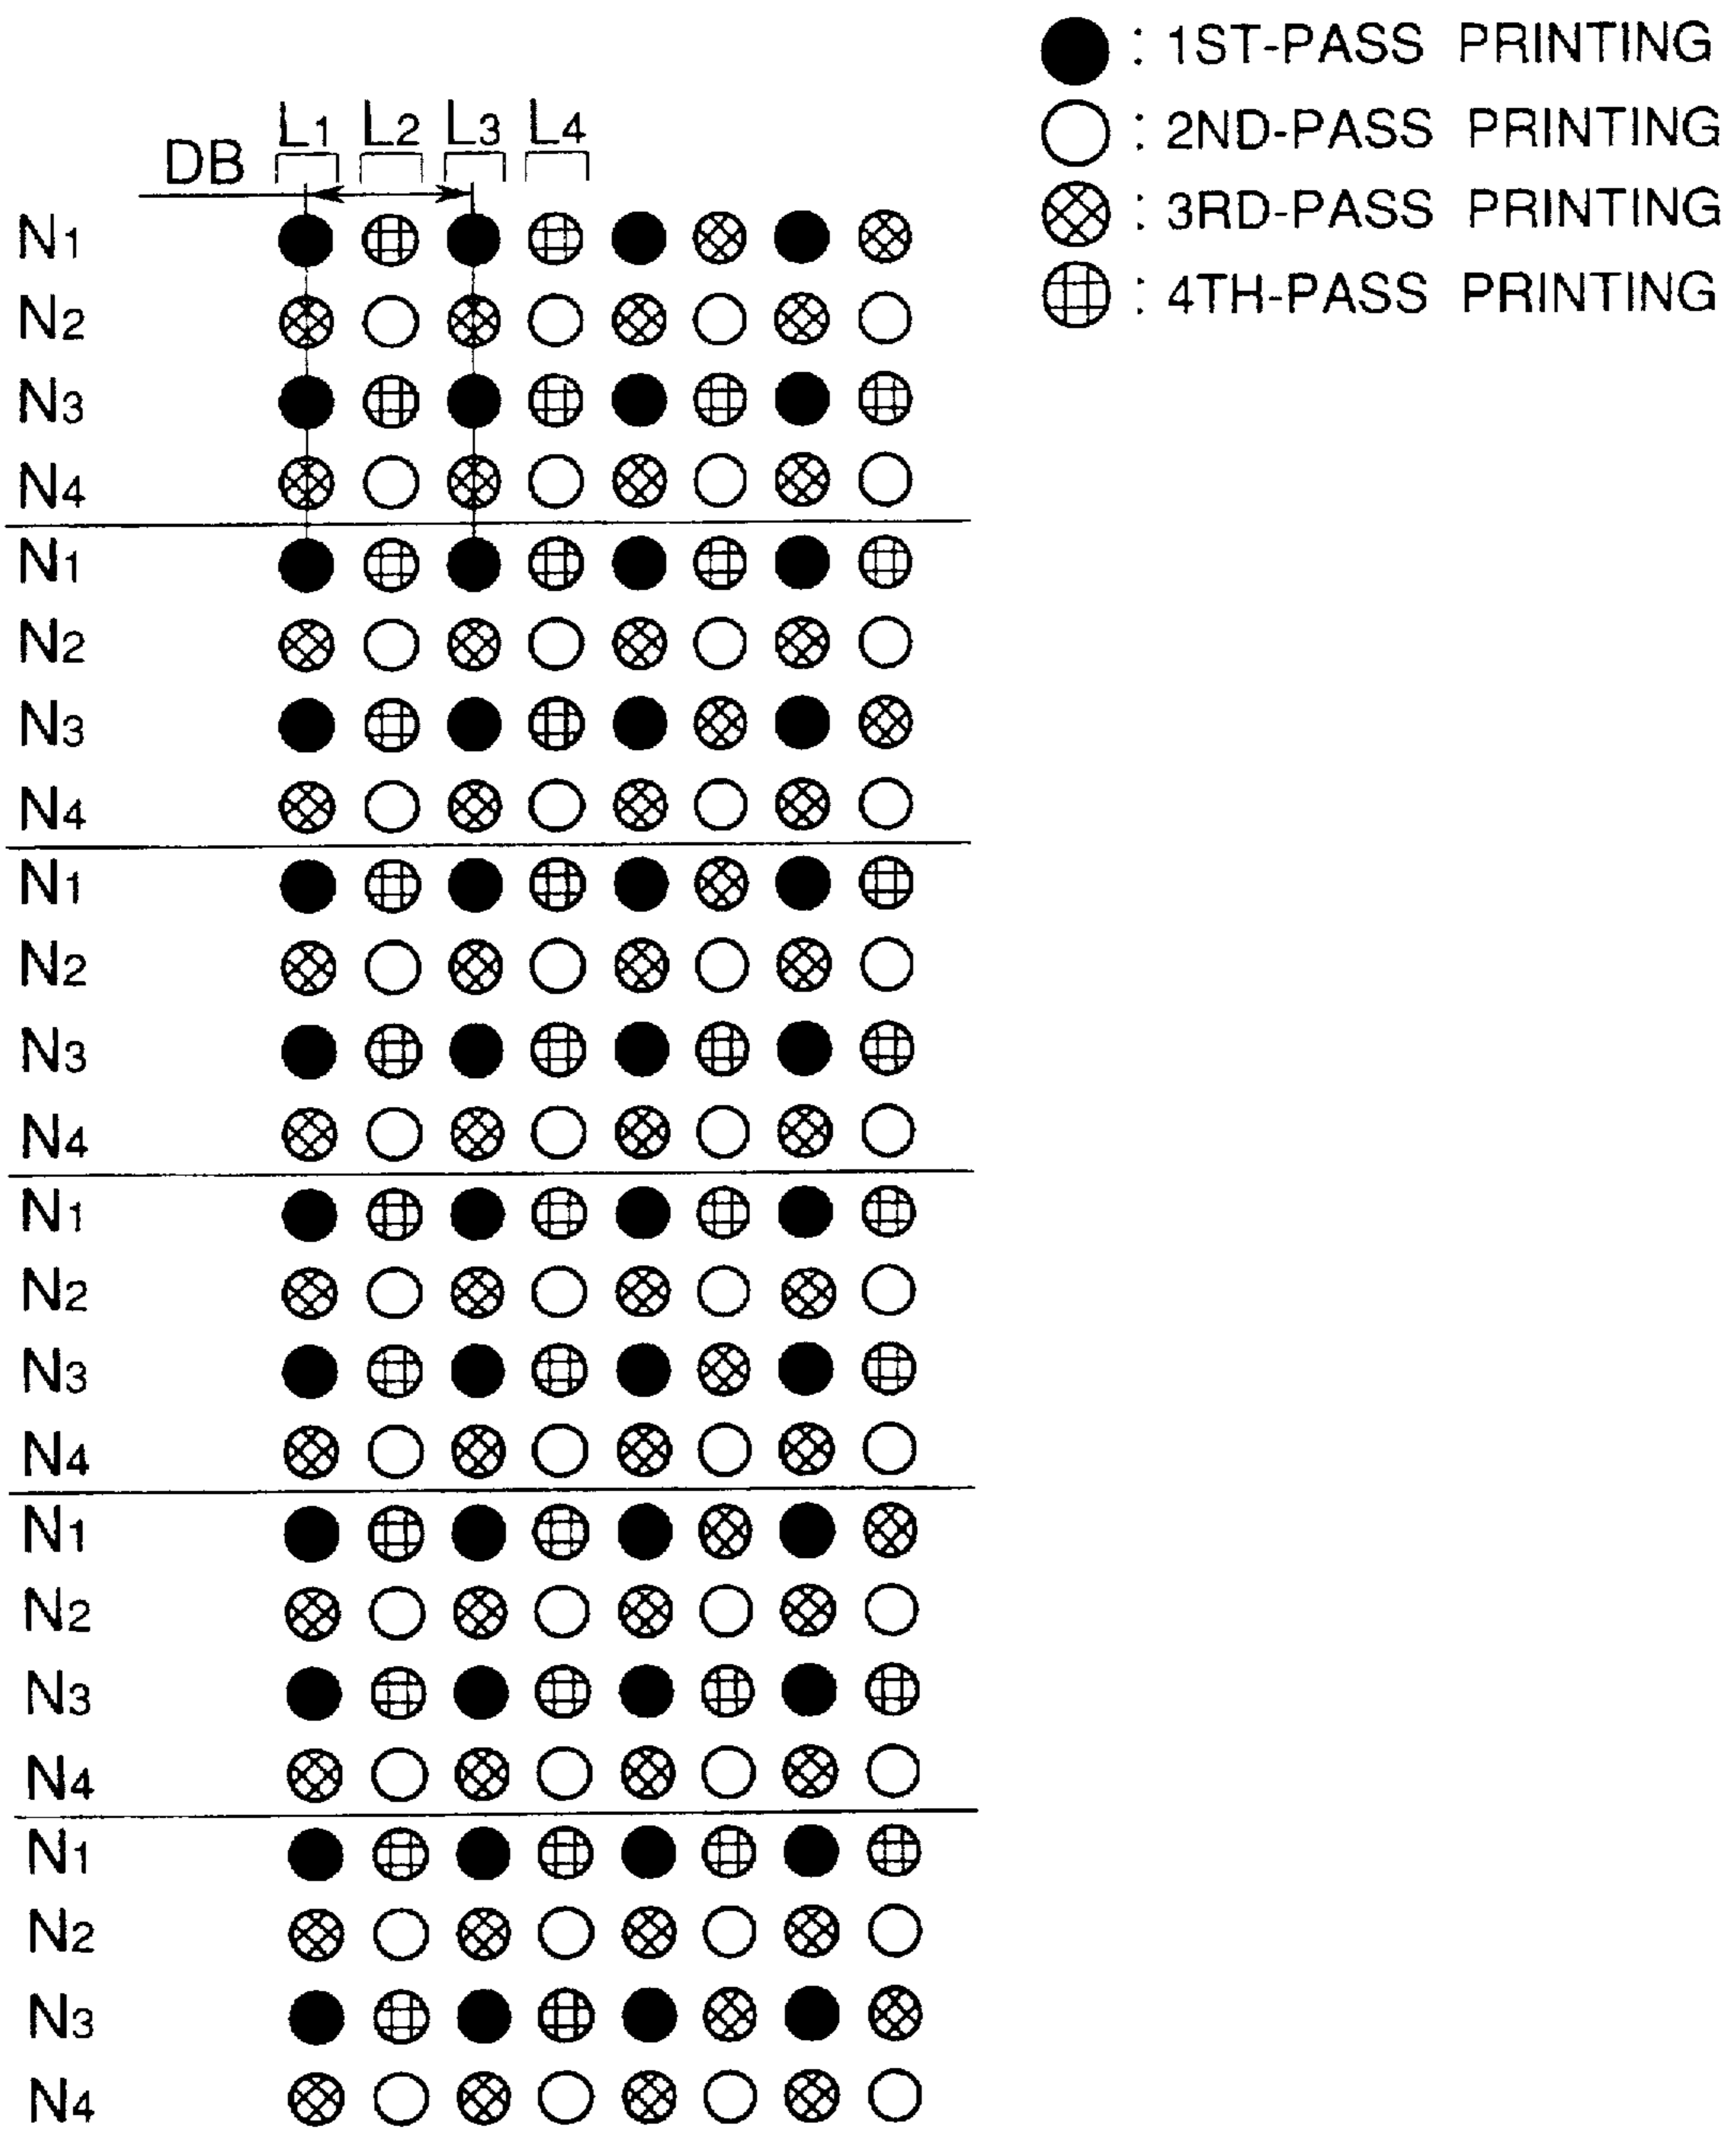 : 1ST-PASS PRINTING
: 2ND-PASS PRINTING
: 3RD-PASS PRINTING
: 4TH-PASS PRINTING
DB L1 L2 L3 L4
N1
N2
N3
N4
N1
N2
N3
N4
N1
N2
N3
N4
N1
N2
N3
N4
N1
N2
N3
N4
N1
N2
N3
N4